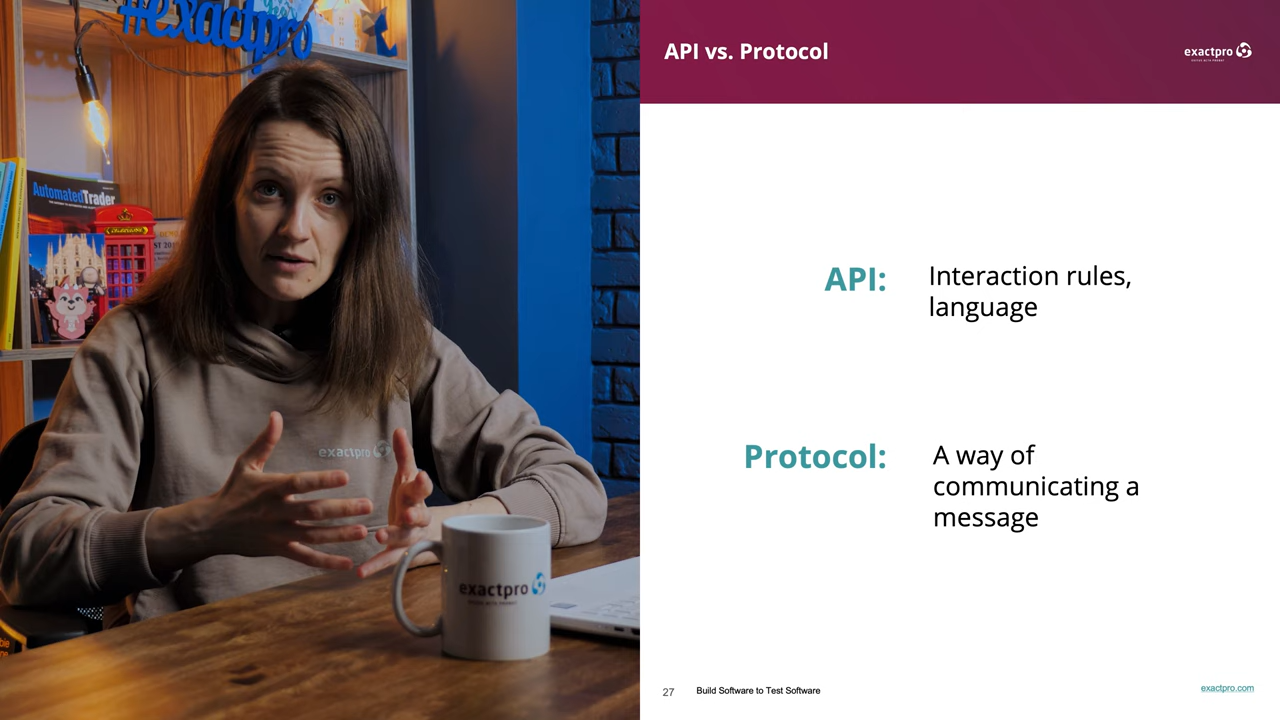 #exactpro
AutomatedTrader
exactpro
exactpro
API vs. Protocol
exactpro
API:
Interaction rules,
language
Protocol:
A way of
communicating a
message
27
Build Software to Test Software
exactpro.com